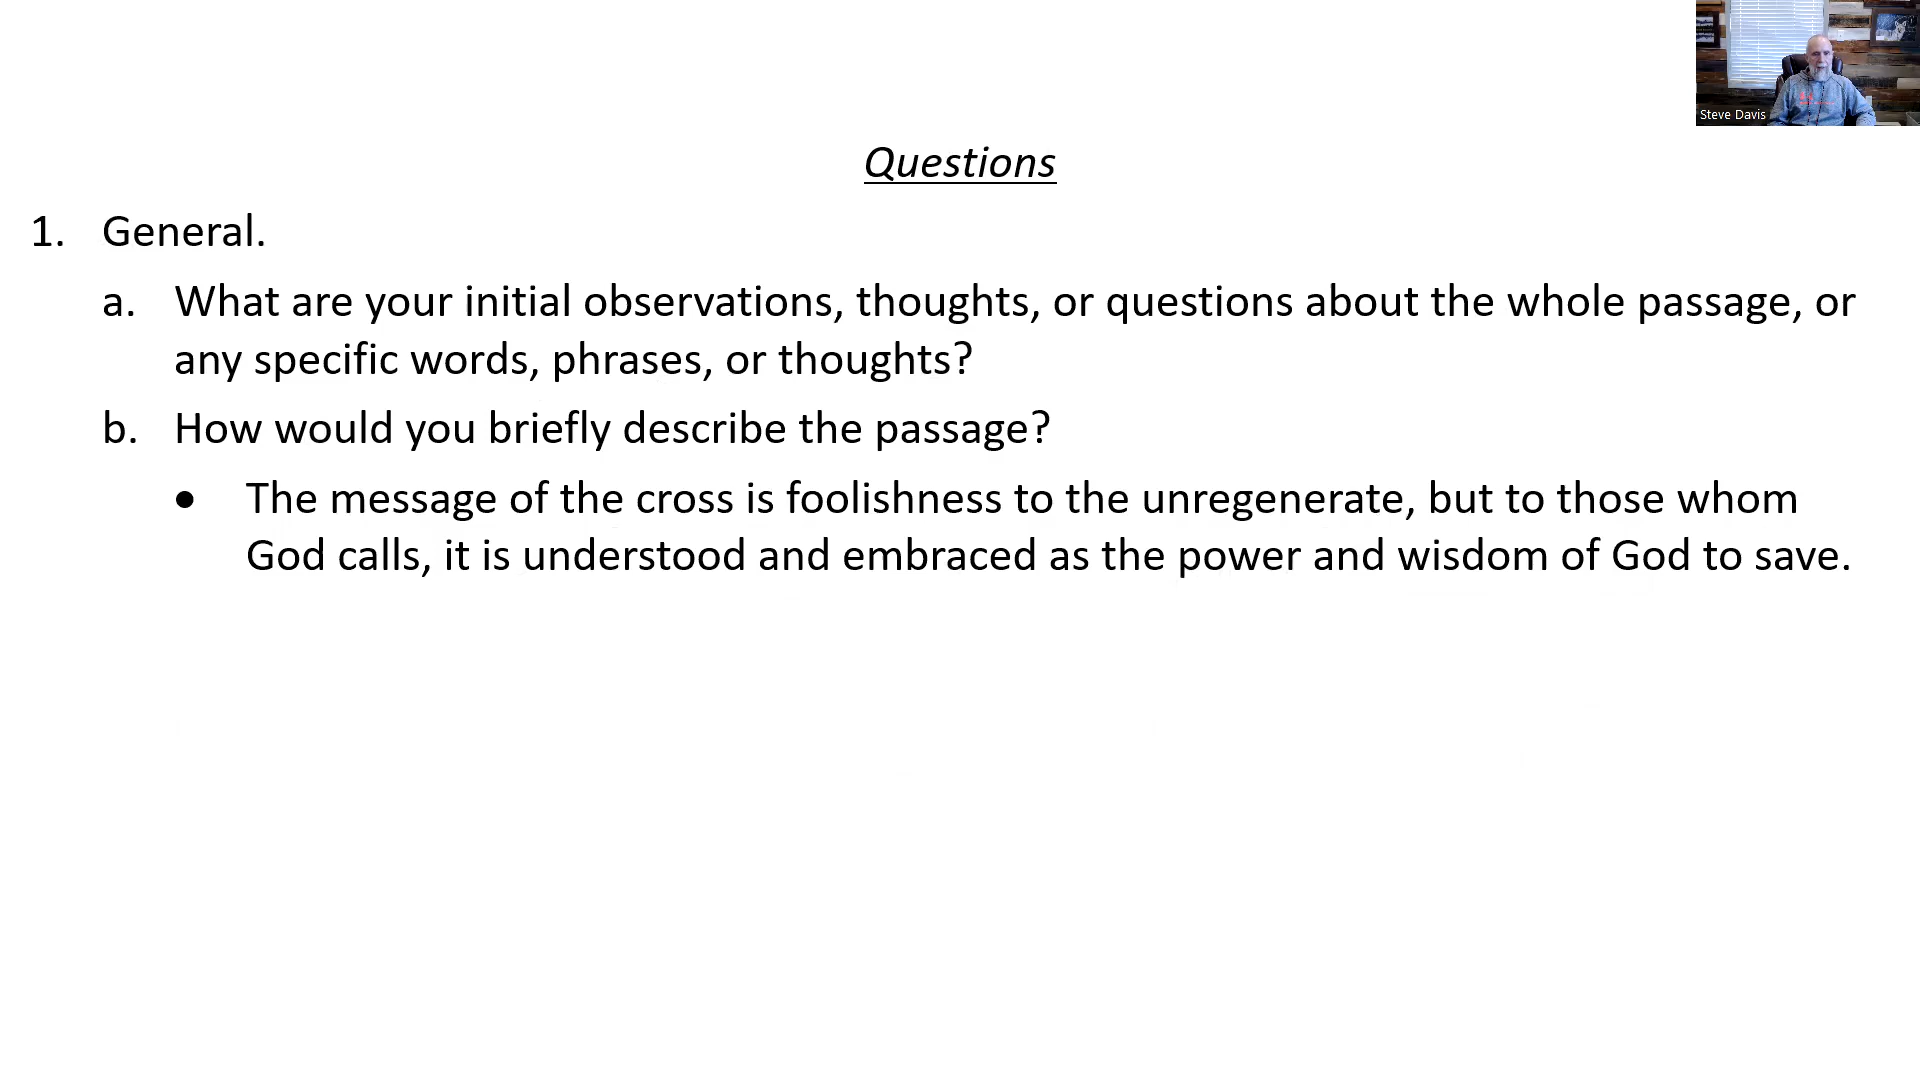 Steve Davis
Questions
1. General.
a. What are your initial observations, thoughts, or questions about the whole passage, or
any specific words, phrases, or thoughts?
b. How would you briefly describe the passage?
● The message of the cross is foolishness to the unregenerate, but to those whom
God calls, it is understood and embraced as the power and wisdom of God to save.